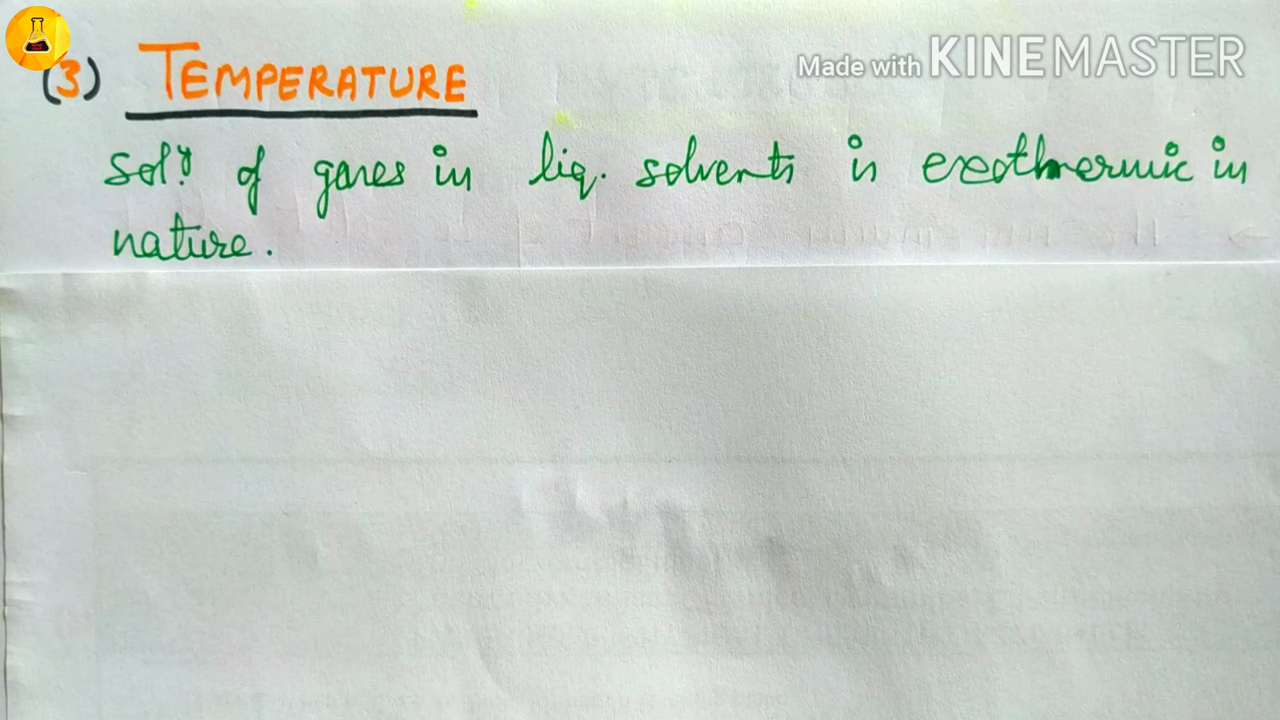 Made with KINEMASTER
(3) TEMPERATURE
Sol.y of gases in liq. solvents is exothermic in
nature.